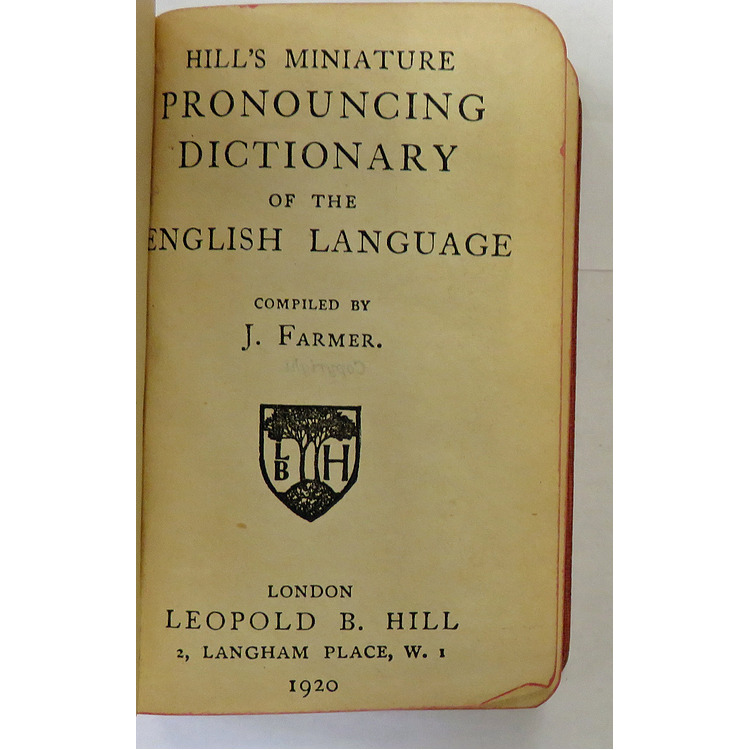 HILL'S MINIATURE
PRONOUNCING
DICTIONARY
OF THE
ENGLISH LANGUAGE
COMPILED BY
J. FARMER.
Copyright
L
B H
LONDON
LEOPOLD B. HILL
2, LANGHAM PLACE, W. 1
1920